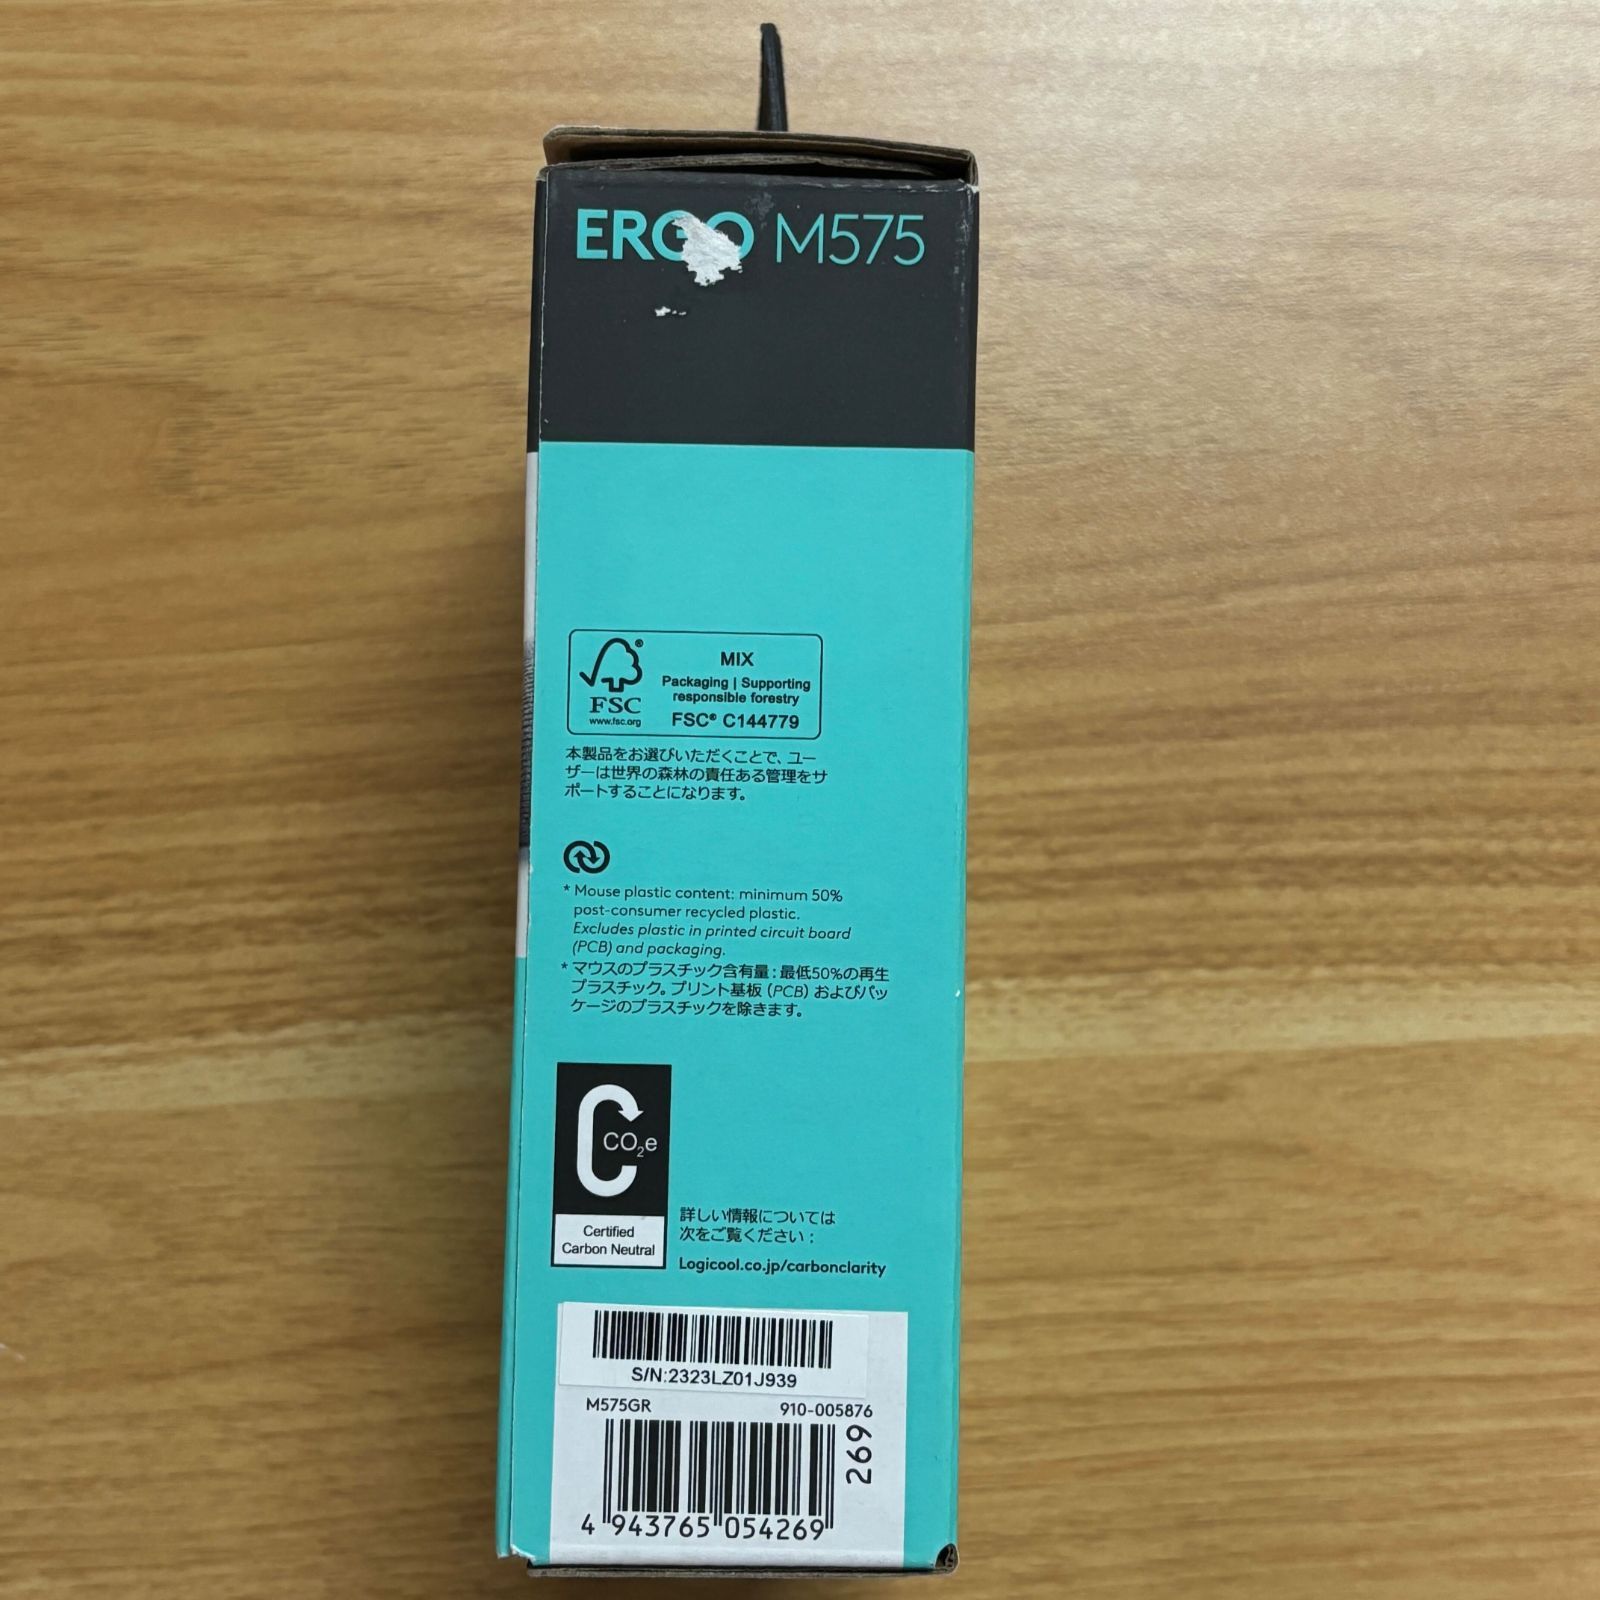 ERGO M575
MIX
Packaging | Supporting
responsible forestry
FSC® C144779
®
FSC
www.fsc.org
本製品をお選びいただくことで、ユー
ザーは世界の森林の責任ある管理をサ
ポートすることになります。
* Mouse plastic content: minimum 50%
post-consumer recycled plastic.
Excludes plastic in printed circuit board
(PCB) and packaging.
* マウスのプラスチック含有量：最低50%の再生
プラスチック。プリント基板（PCB）およびパッ
ケージのプラスチックを除きます。
CO₂e
Certified
Carbon Neutral
詳しい情報については
次をご覧ください：
Logicool.co.jp/carbonclarity
S/N:2323LZ01J939
M575GR 910-005876
269
4 943765 054269